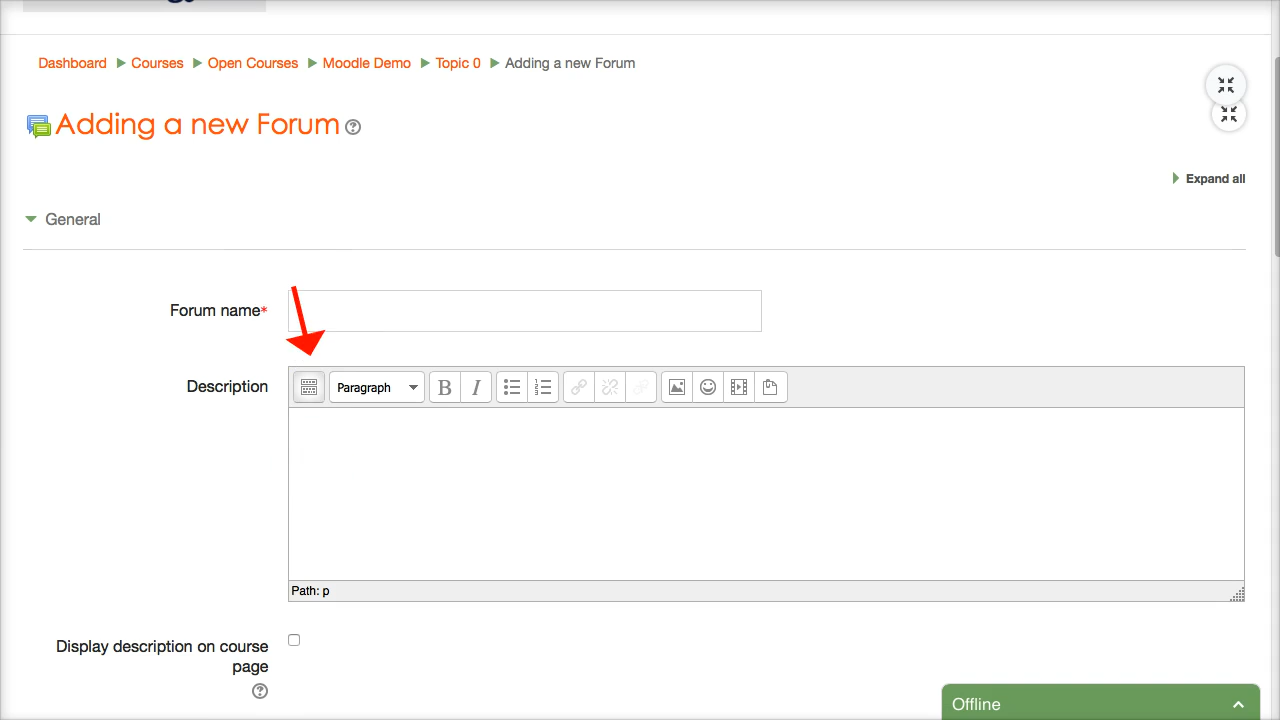 Dashboard Courses Open Courses Moodle Demo Topic 0 Adding a new Forum
Adding a new Forum
Expand all
General
Forum name*
Description
Paragraph B I
Path: p
Display description on course
page
Offline